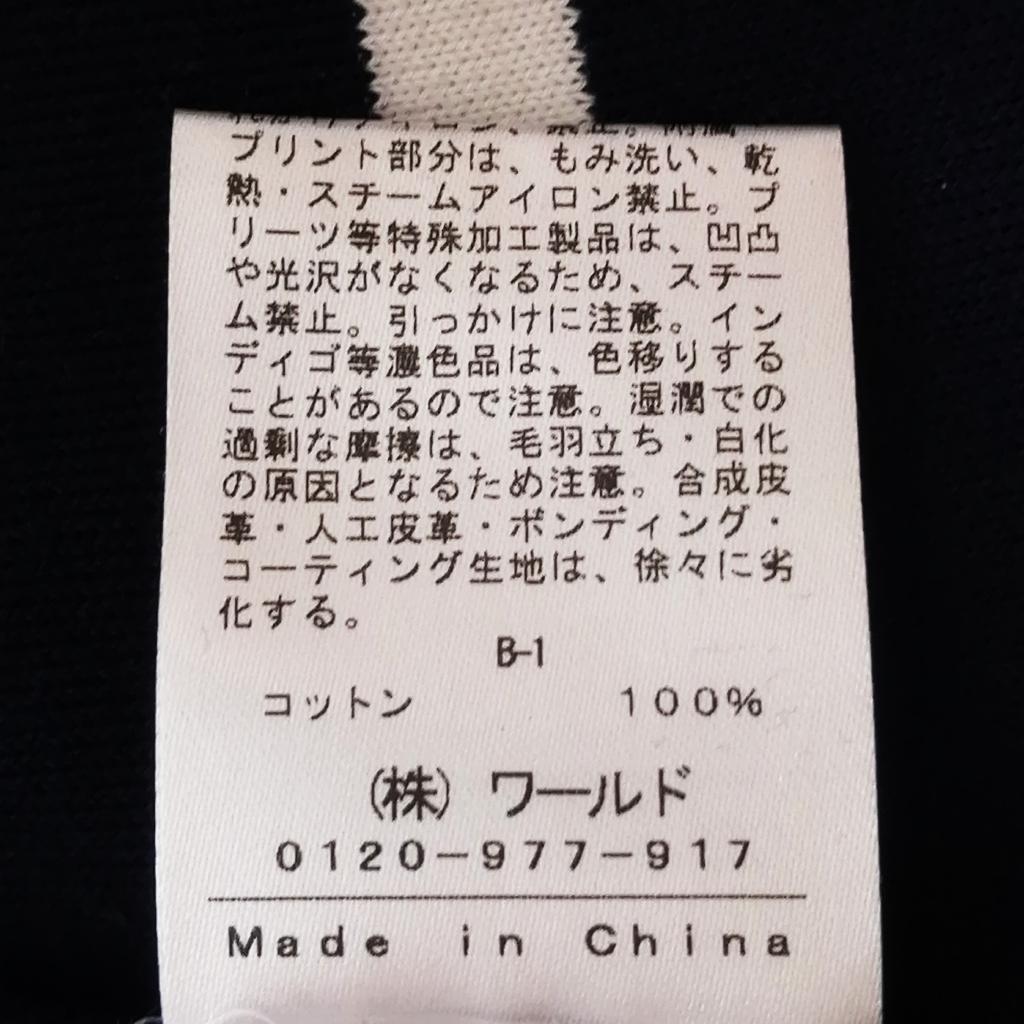 プリント部分は、もみ洗い、乾
熱・スチームアイロン禁止。プ
リーツ等特殊加工製品は、凹凸
や光沢がなくなるため、スチー
ム禁止。引っかけに注意。イン
ディゴ等濃色品は、色移りする
ことがあるので注意。湿潤での
過剰な摩擦は、毛羽立ち・白化
の原因となるため注意。合成皮
革・人工皮革・ボンディング・
コーティング生地は、徐々に劣
化する。
B-1
コットン 100%
(株) ワールド
0120-977-917
Made in China